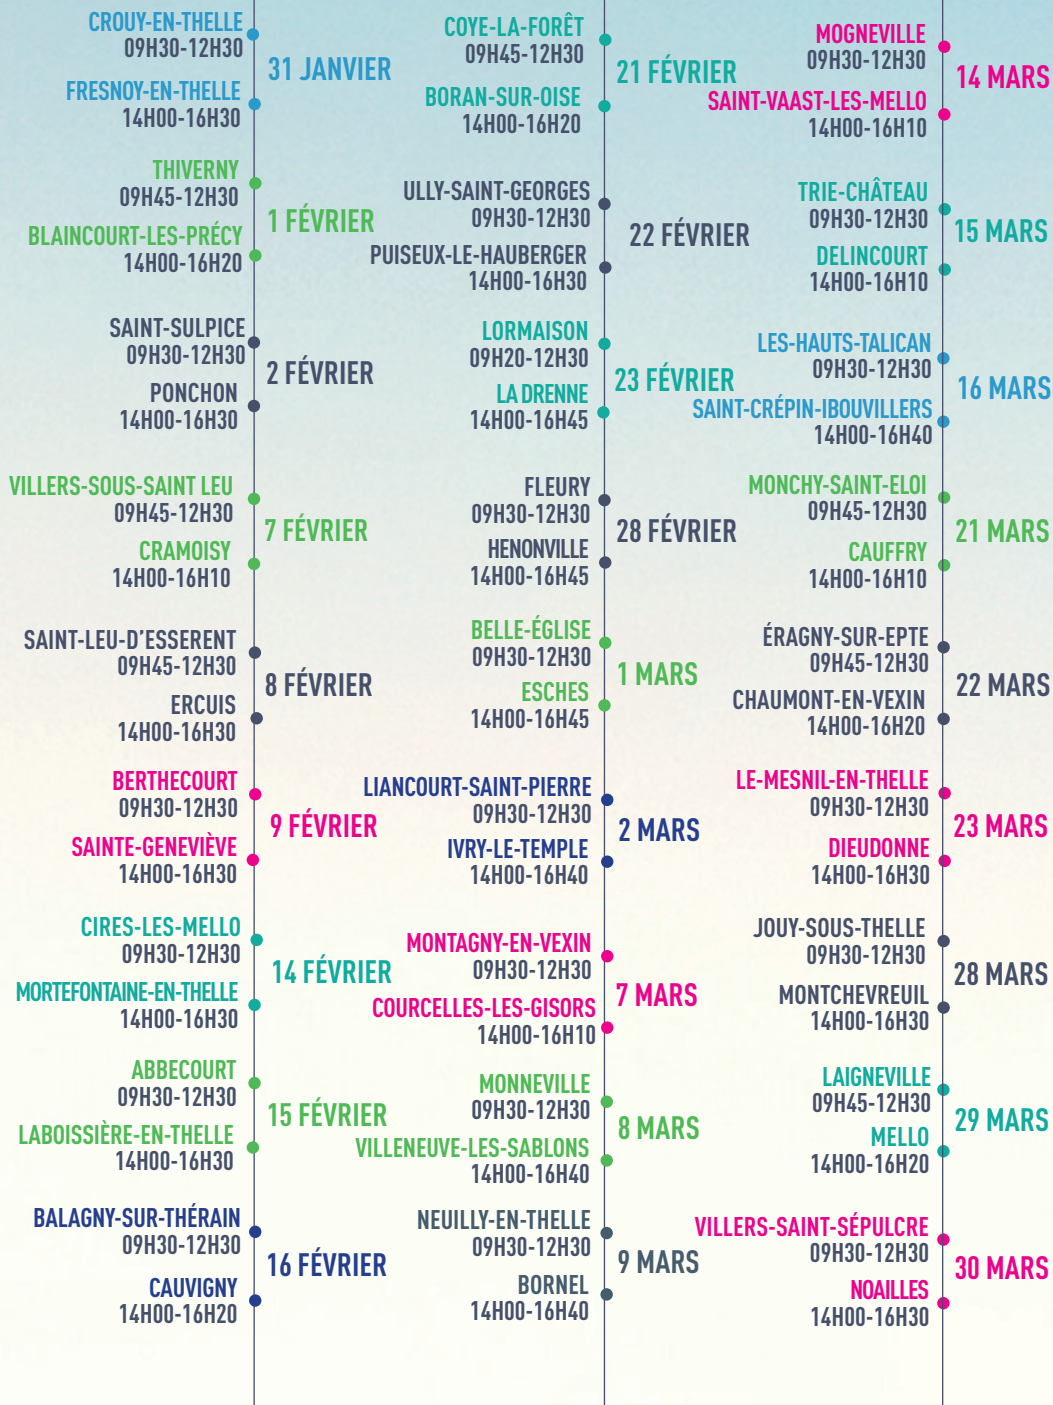 CROUY-EN-THELLE
09H30-12H30
31 JANVIER
FRESNOY-EN-THELLE
14H00-16H30
THIVERNY
09H45-12H30
1 FÉVRIER
BLAINCOURT-LES-PRÉCY
14H00-16H20
SAINT-SULPICE
09H30-12H30
2 FÉVRIER
PONCHON
14H00-16H30
VILLERS-SOUS-SAINT LEU
09H45-12H30
7 FÉVRIER
CRAMOISY
14H00-16H10
SAINT-LEU-D'ESSERENT
09H45-12H30
8 FÉVRIER
ERCUIS
14H00-16H30
BERTHECOURT
09H30-12H30
9 FÉVRIER
SAINTE-GENEVIÈVE
14H00-16H30
CIRES-LES-MELLO
09H30-12H30
14 FÉVRIER
MORTEFONTAINE-EN-THELLE
14H00-16H30
ABBECOURT
09H30-12H30
15 FÉVRIER
LABOISSIÈRE-EN-THELLE
14H00-16H30
BALAGNY-SUR-THÉRAIN
09H30-12H30
16 FÉVRIER
CAUVIGNY
14H00-16H20
COYE-LA-FORÊT
09H45-12H30
21 FÉVRIER
BORAN-SUR-OISE
14H00-16H20
ULLY-SAINT-GEORGES
09H30-12H30
22 FÉVRIER
PUISEUX-LE-HAUBERGER
14H00-16H30
LORMAISON
09H20-12H30
23 FÉVRIER
LA DRENNE
14H00-16H45
FLEURY
09H30-12H30
28 FÉVRIER
HENONVILLE
14H00-16H45
BELLE-ÉGLISE
09H30-12H30
1 MARS
ESCHES
14H00-16H45
LIANCOURT-SAINT-PIERRE
09H30-12H30
2 MARS
IVRY-LE-TEMPLE
14H00-16H40
MONTAGNY-EN-VEXIN
09H30-12H30
7 MARS
COURCELLES-LES-GISORS
14H00-16H10
MONNEVILLE
09H30-12H30
8 MARS
VILLENEUVE-LES-SABLONS
14H00-16H40
NEUILLY-EN-THELLE
09H30-12H30
9 MARS
BORNEL
14H00-16H40
MOGNEVILLE
09H30-12H30
14 MARS
SAINT-VAAST-LES-MELLO
14H00-16H10
TRIE-CHÂTEAU
09H30-12H30
15 MARS
DELINCOURT
14H00-16H10
LES-HAUTS-TALICAN
09H30-12H30
16 MARS
SAINT-CRÉPIN-IBOUVILLERS
14H00-16H40
MONCHY-SAINT-ELOI
09H45-12H30
21 MARS
CAUFFRY
14H00-16H10
ÉRAGNY-SUR-EPTE
09H45-12H30
22 MARS
CHAUMONT-EN-VEXIN
14H00-16H20
LE-MESNIL-EN-THELLE
09H30-12H30
23 MARS
DIEUDONNE
14H00-16H30
JOUY-SOUS-THELLE
09H30-12H30
28 MARS
MONTCHEVREUIL
14H00-16H30
LAIGNEVILLE
09H45-12H30
29 MARS
MELLO
14H00-16H20
VILLERS-SAINT-SÉPULCRE
09H30-12H30
30 MARS
NOAILLES
14H00-16H30